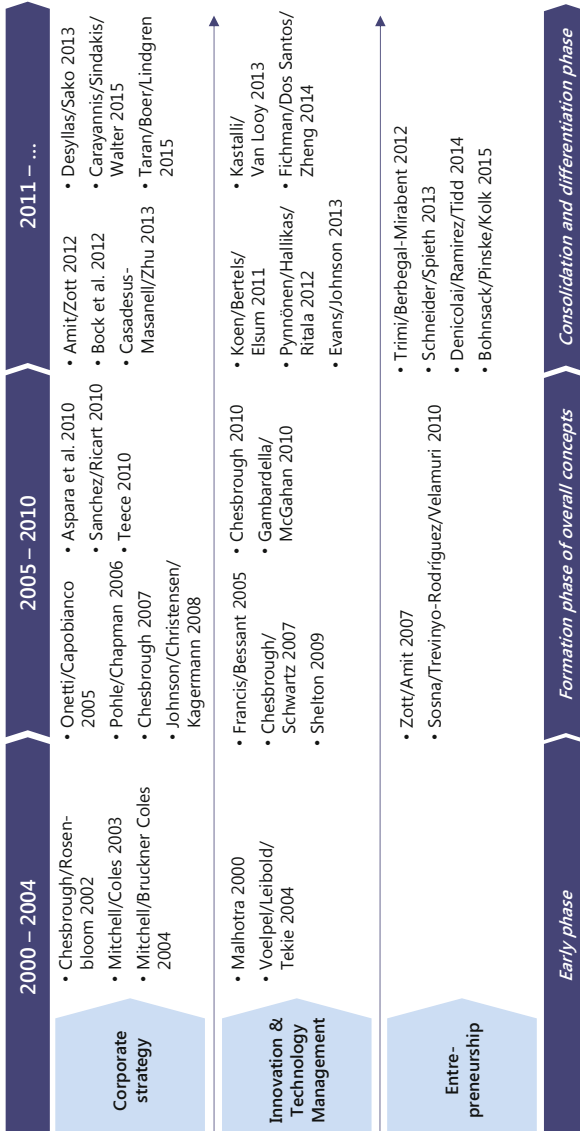 2000 – 2004
2005 – 2010
2011 – ...
Corporate
strategy
• Chesbrough/Rosen-
bloom 2002
• Mitchell/Coles 2003
• Mitchell/Bruckner Coles
2004
• Onetti/Capobianco
2005
• Pohle/Chapman 2006
• Chesbrough 2007
• Johnson/Christensen/
Kagermann 2008
• Aspara et al. 2010
• Sanchez/Ricart 2010
• Teece 2010
• Amit/Zott 2012
• Bock et al. 2012
• Casadesus-
Masanell/Zhu 2013
• Desyllas/Sako 2013
• Carayannis/Sindakis/
Walter 2015
• Taran/Boer/Lindgren
2015
Innovation &
Technology
Management
• Malhotra 2000
• Voelpel/Leibold/
Tekie 2004
• Francis/Bessant 2005
• Chesbrough/
Schwartz 2007
• Shelton 2009
• Chesbrough 2010
• Gambardella/
McGahan 2010
• Koen/Bertels/
Elsum 2011
• Pynnönen/Hallikas/
Ritala 2012
• Evans/Johnson 2013
• Kastalli/
Van Looy 2013
• Fichman/Dos Santos/
Zheng 2014
Entre-
preneurship
• Zott/Amit 2007
• Sosna/Trevinyo-Rodríguez/Velamuri 2010
• Trimi/Berbegal-Mirabent 2012
• Schneider/Spieth 2013
• Denicolai/Ramirez/Tidd 2014
• Bohnsack/Pinske/Kolk 2015
Early phase
Formation phase of overall concepts
Consolidation and differentiation phase